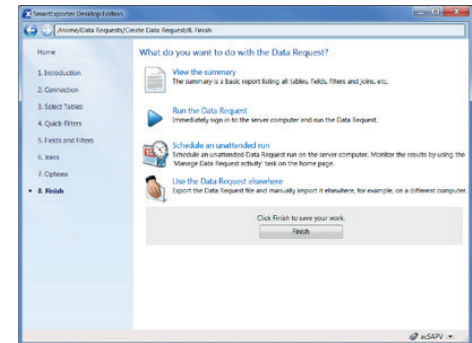 SmartExporter Desktop Edition
/Home/Data Requests/Create Data Request/8. Finish
Home
1. Introduction
2. Connection
3. Select Tables
4. Quick Filters
5. Fields and Filters
6. Joins
7. Options
8. Finish
What do you want to do with the Data Request?
View the summary
The summary is a basic report listing all tables, fields, filters and joins, etc.
Run the Data Request
Immediately sign in to the server computer and run the Data Request.
Schedule an unattended run
Schedule an unattended Data Request run on the server computer. Monitor the results by using the
'Manage Data Request activity' task on the home page.
Use the Data Request elsewhere
Export the Data Request file and manually import it elsewhere, for example, on a different computer.
Click Finish to save your work.
Finish
acSAPV